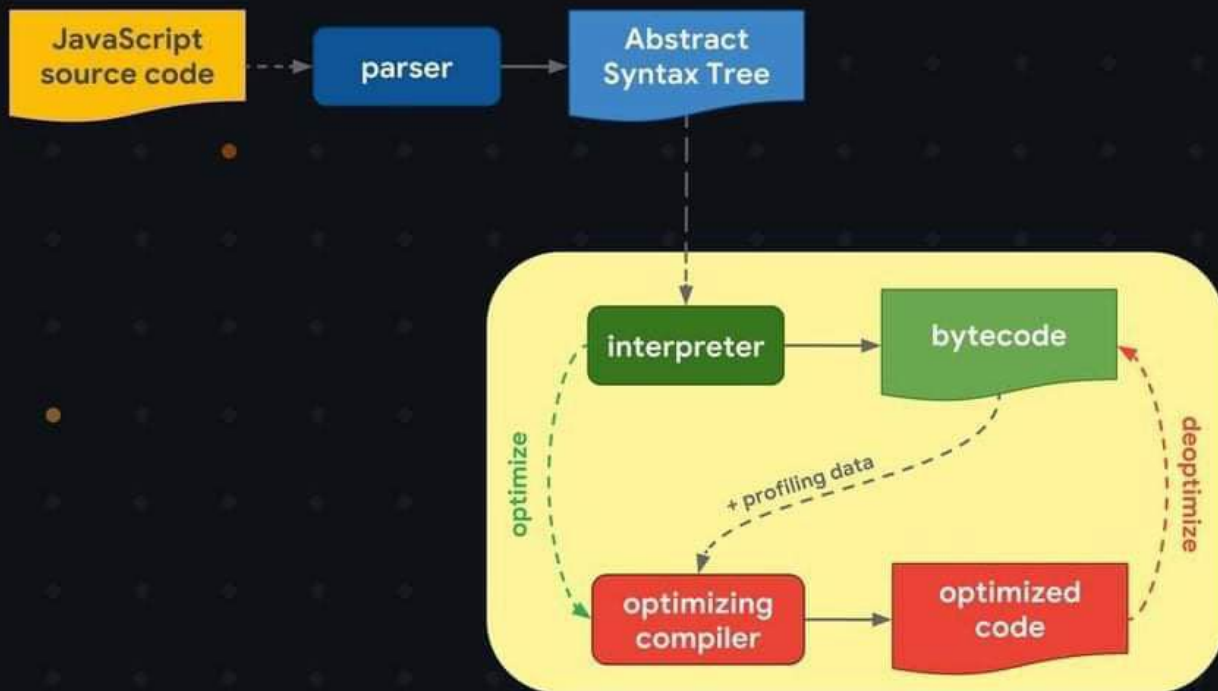 JavaScript
source code
parser
Abstract
Syntax Tree
interpreter
bytecode
optimize
+ profiling data
deoptimize
optimizing
compiler
optimized
code